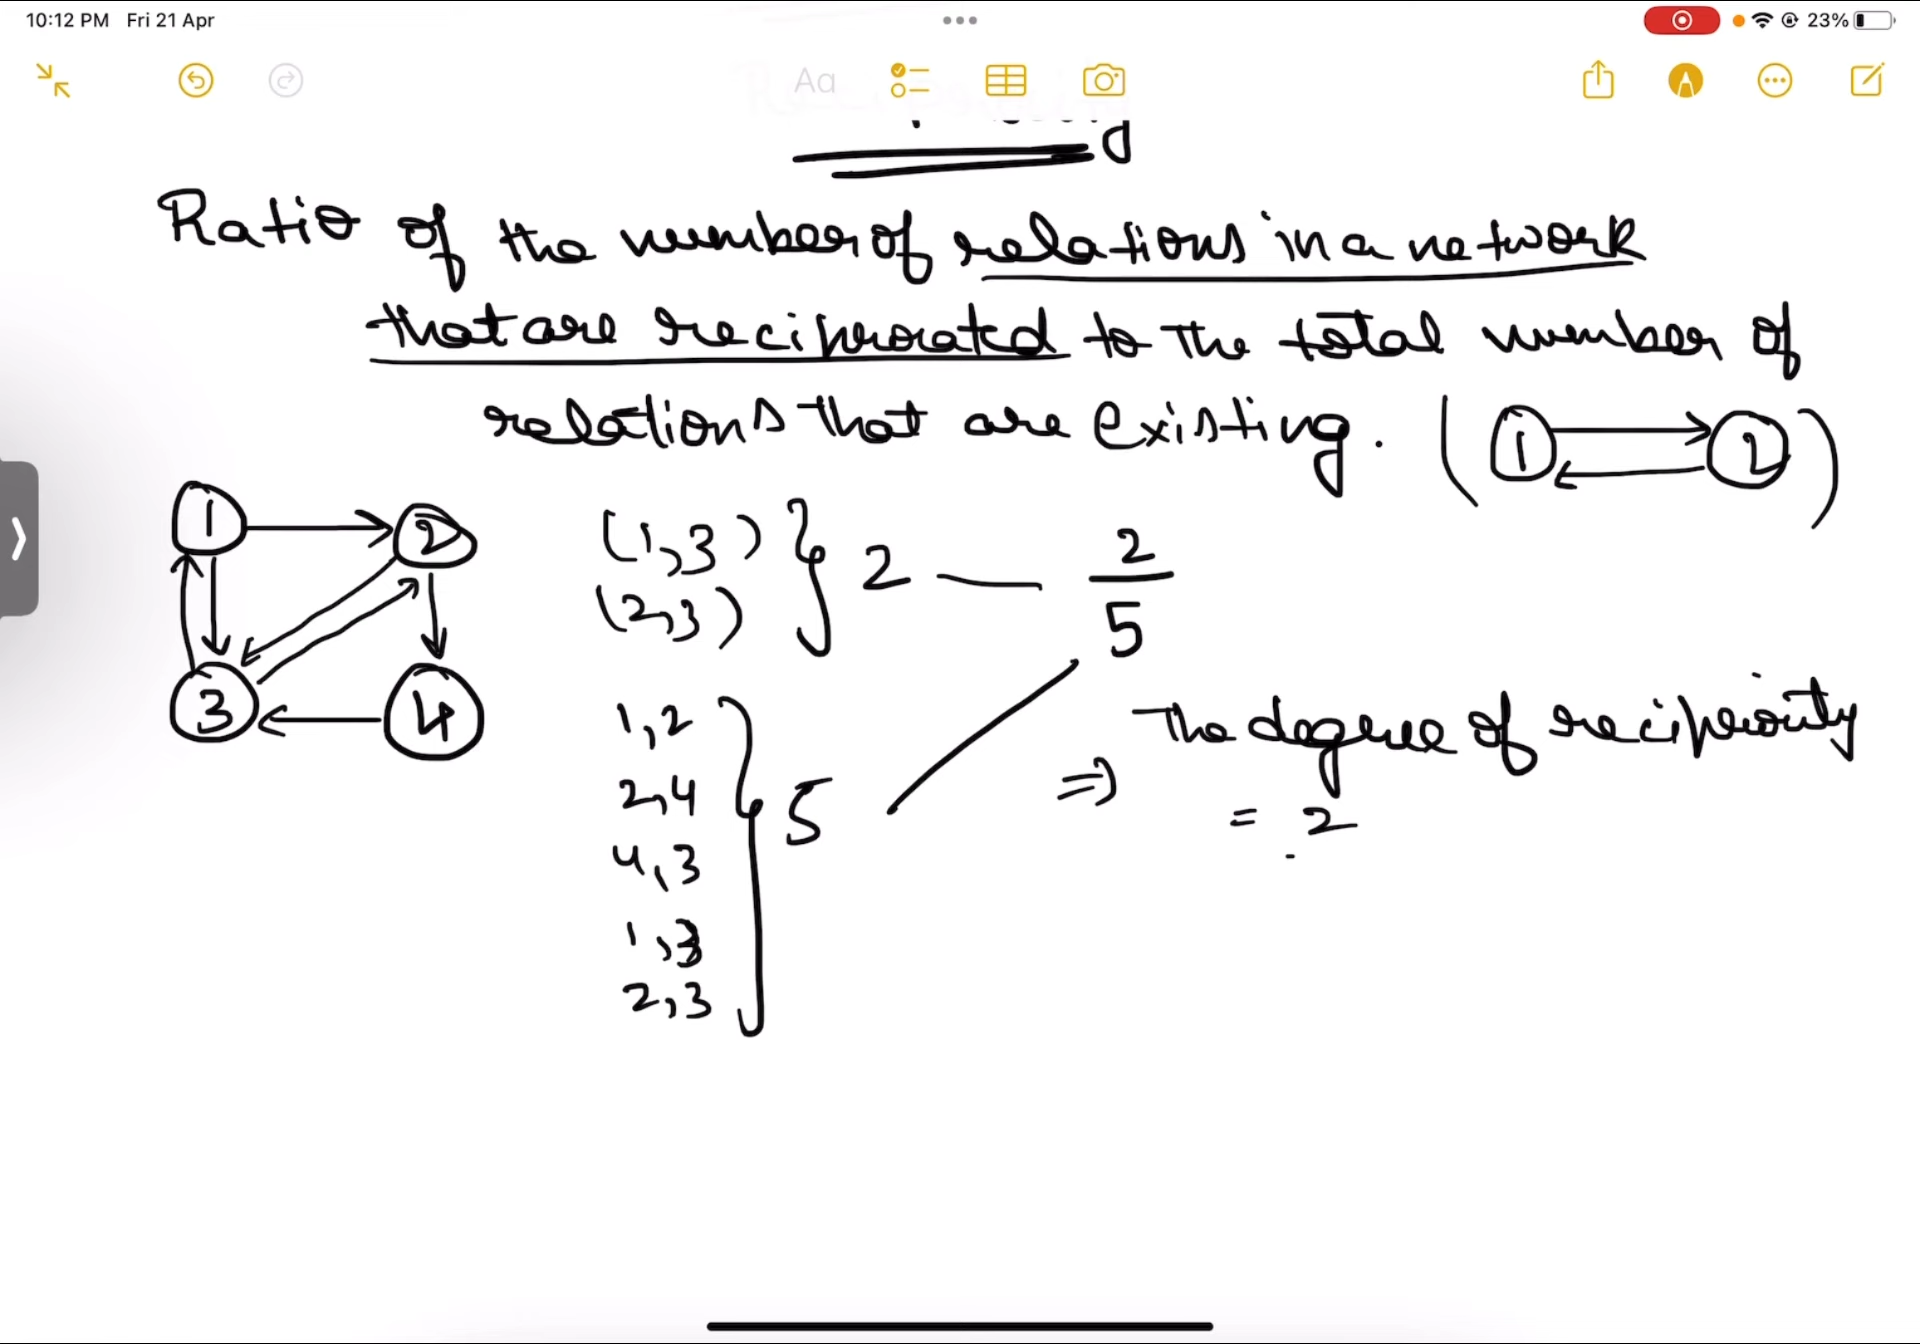 10:12 PM Fri 21 Apr
23%
Aa
Ratio of the number of relations in a network
that are reciprocated to the total number of
relations that are existing. (1 2)
1 2
3 4
(1,3)
(2,3)
2 — 2/5
1,2
2,4
4,3
1,3
2,3
5
⇒ The degree of reciprocity
= 2